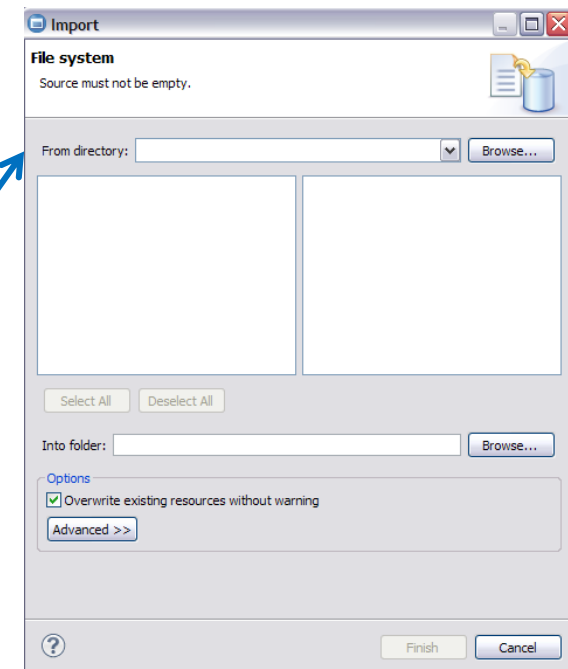 Import
File system
Source must not be empty.
From directory:
Browse...
Select All
Deselect All
Into folder:
Browse...
Options
Overwrite existing resources without warning
Advanced >>
?
Finish
Cancel